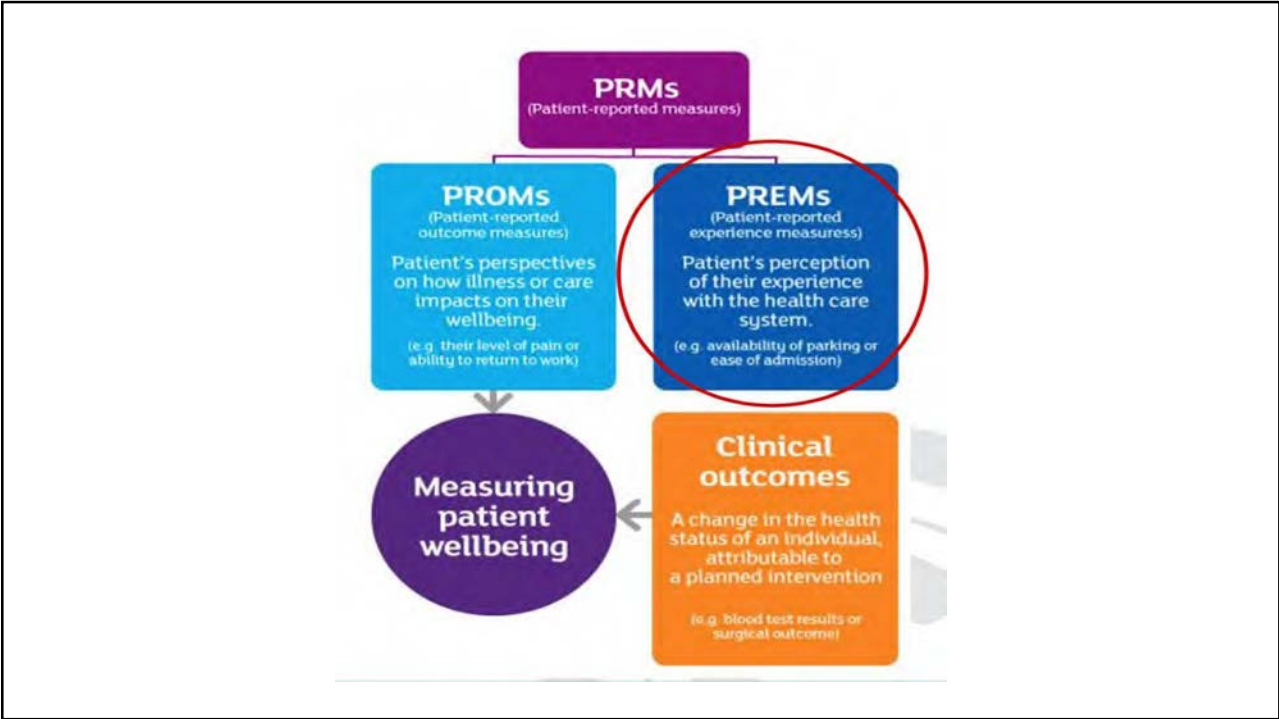 PRMs
(Patient-reported measures)
PROMs
(Patient-reported
outcome measures)
Patient's perspectives
on how illness or care
impacts on their
wellbeing.
(e.g. their level of pain or
ability to return to work)
PREMs
(Patient-reported
experience measuress)
Patient's perception
of their experience
with the health care
system.
(e.g. availability of parking or
ease of admission)
Measuring
patient
wellbeing
Clinical
outcomes
A change in the health
status of an individual,
attributable to
a planned intervention
(e.g. blood test results or
surgical outcome)